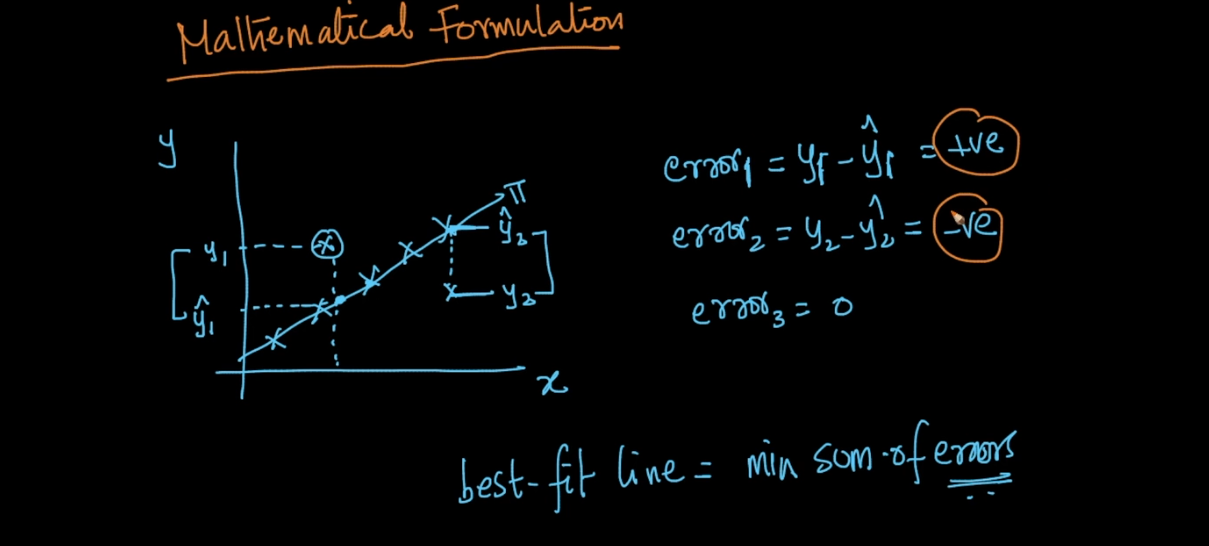 Mathematical Formulation
y
π
y₁
ŷ₁
ŷ₂
y₂
x
error₁ = y₁ - ŷ₁ = +ve
error₂ = y₂ - ŷ₂ = -ve
error₃ = 0
best-fit line = min sum-of errors